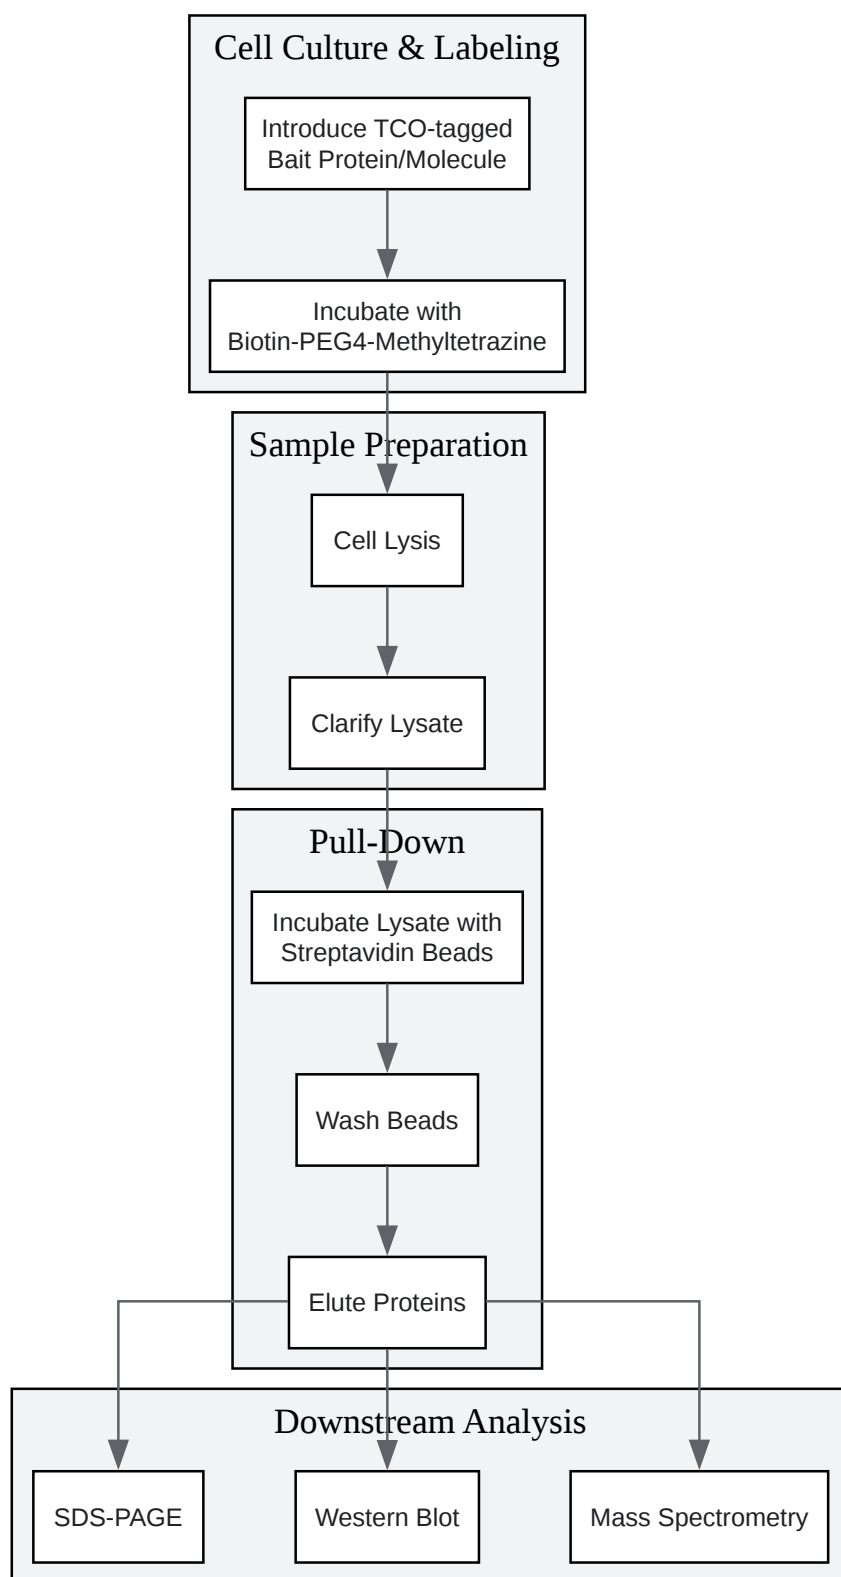 Cell Culture & Labeling
Introduce TCO-tagged
Bait Protein/Molecule
Incubate with
Biotin-PEG4-Methyltetrazine
Sample Preparation
Cell Lysis
Clarify Lysate
Pull-Down
Incubate Lysate with
Streptavidin Beads
Wash Beads
Elute Proteins
Downstream Analysis
SDS-PAGE
Western Blot
Mass Spectrometry